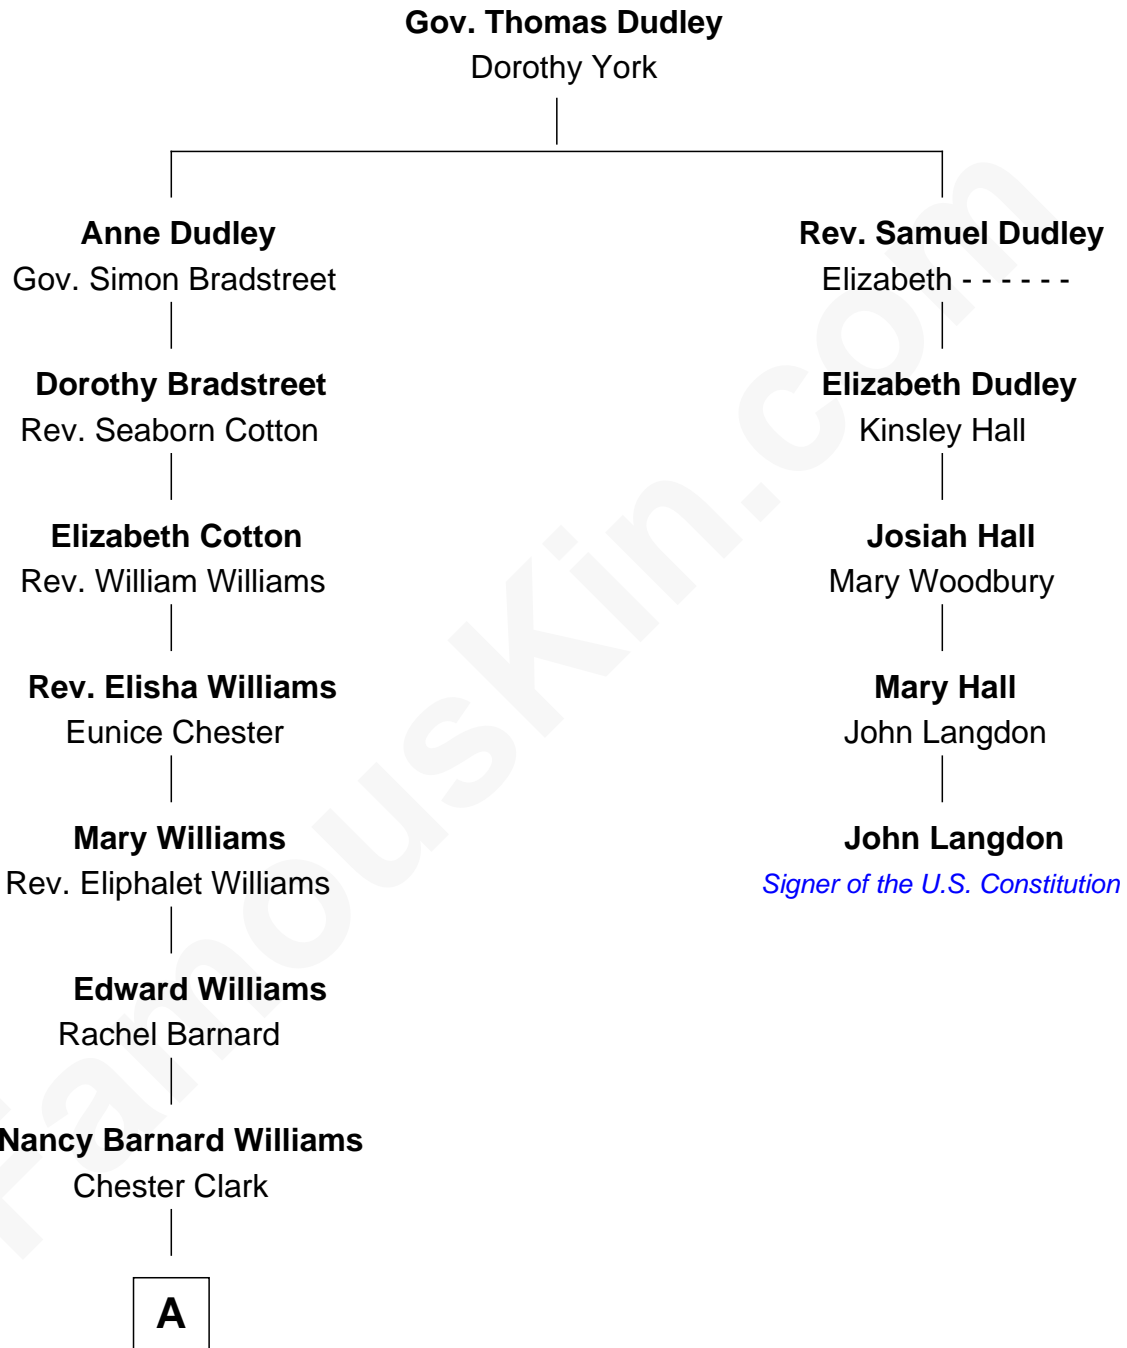 Gov. Thomas Dudley
Dorothy York
Anne Dudley
Gov. Simon Bradstreet
Dorothy Bradstreet
Rev. Seaborn Cotton
Elizabeth Cotton
Rev. William Williams
Rev. Elisha Williams
Eunice Chester
Mary Williams
Rev. Eliphalet Williams
Edward Williams
Rachel Barnard
Nancy Barnard Williams
Chester Clark
A
Rev. Samuel Dudley
Elizabeth - - - - - -
Elizabeth Dudley
Kinsley Hall
Josiah Hall
Mary Woodbury
Mary Hall
John Langdon
John Langdon
Signer of the U.S. Constitution
FamousKin.com